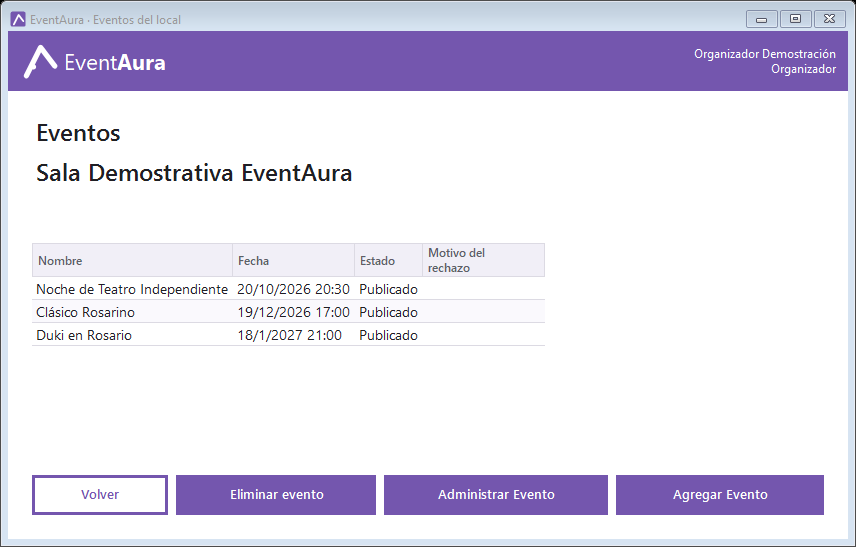 EventAura · Eventos del local
EventAura
Organizador Demostración
Organizador
Eventos
Sala Demostrativa EventAura
Nombre Fecha Estado Motivo del rechazo
Noche de Teatro Independiente 20/10/2026 20:30 Publicado
Clásico Rosarino 19/12/2026 17:00 Publicado
Duki en Rosario 18/1/2027 21:00 Publicado
Volver Eliminar evento Administrar Evento Agregar Evento